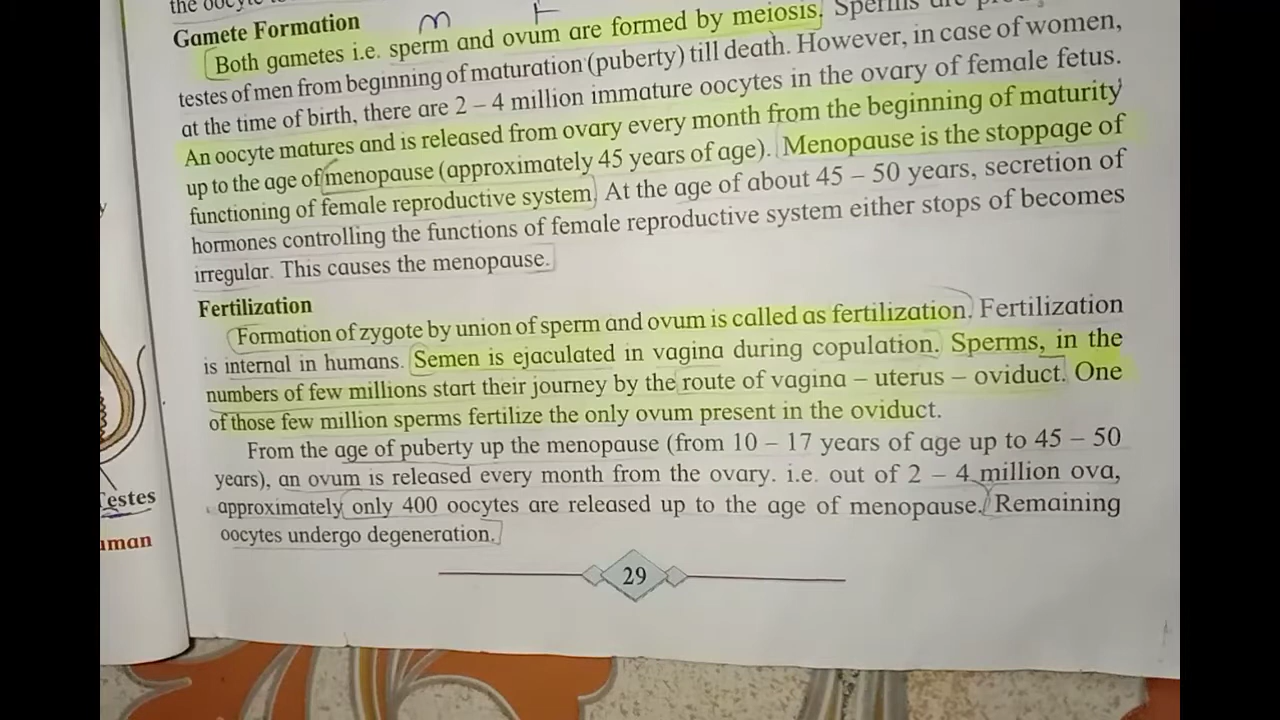 the oocyte
Gamete Formation
m F
Both gametes i.e. sperm and ovum are formed by meiosis. Sperms are
testes of men from beginning of maturation (puberty) till death. However, in case of women,
at the time of birth, there are 2 – 4 million immature oocytes in the ovary of female fetus.
An oocyte matures and is released from ovary every month from the beginning of maturity
up to the age of menopause (approximately 45 years of age). Menopause is the stoppage of
functioning of female reproductive system. At the age of about 45 – 50 years, secretion of
hormones controlling the functions of female reproductive system either stops of becomes
irregular. This causes the menopause.
Fertilization
Formation of zygote by union of sperm and ovum is called as fertilization. Fertilization
is internal in humans. Semen is ejaculated in vagina during copulation. Sperms, in the
numbers of few millions start their journey by the route of vagina – uterus – oviduct. One
of those few million sperms fertilize the only ovum present in the oviduct.
From the age of puberty up the menopause (from 10 – 17 years of age up to 45 – 50
years), an ovum is released every month from the ovary. i.e. out of 2 – 4 million ova,
approximately only 400 oocytes are released up to the age of menopause. Remaining
oocytes undergo degeneration.
Testes
uman
29